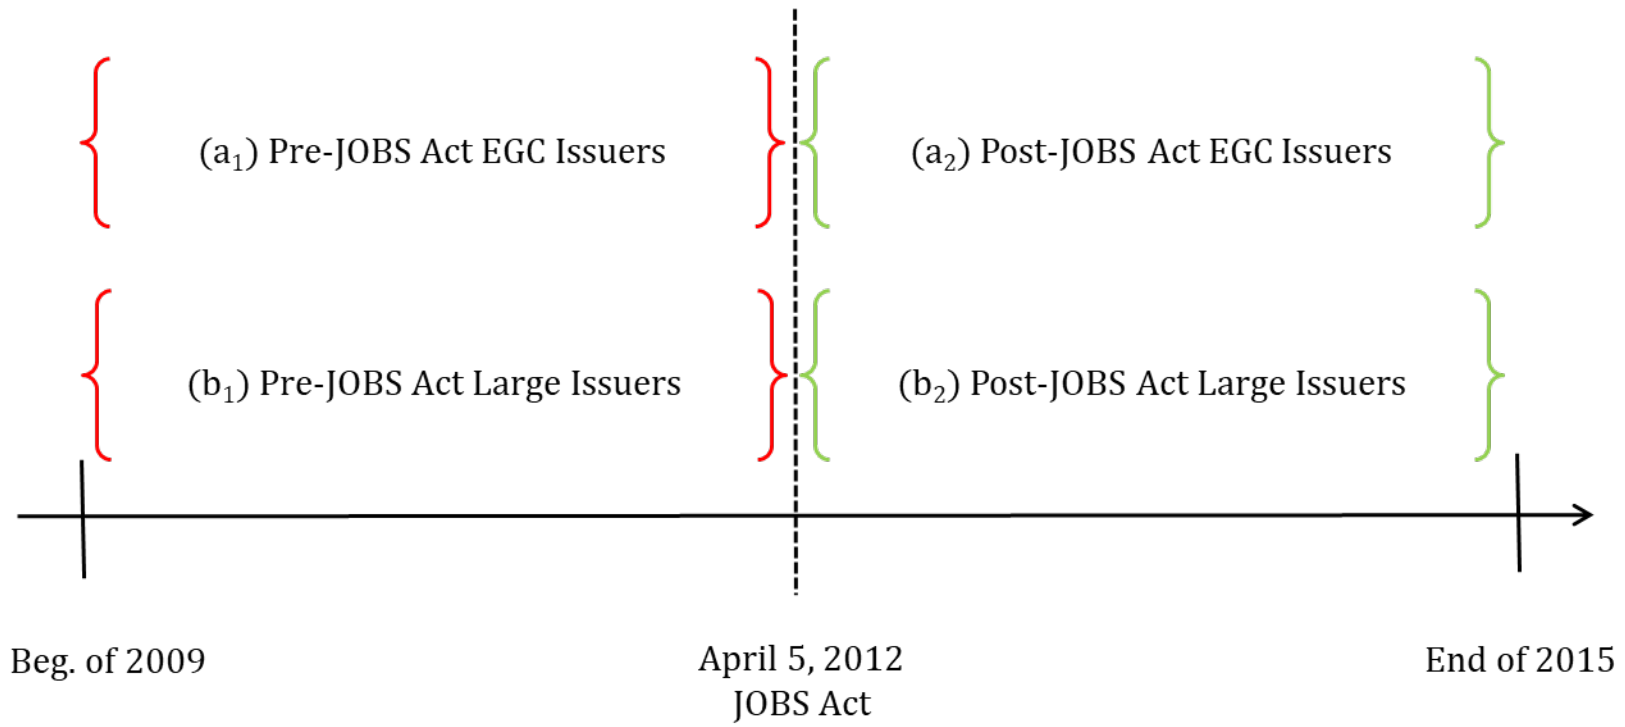 (a₁) Pre-JOBS Act EGC Issuers
(a₂) Post-JOBS Act EGC Issuers
(b₁) Pre-JOBS Act Large Issuers
(b₂) Post-JOBS Act Large Issuers
Beg. of 2009
April 5, 2012
JOBS Act
End of 2015